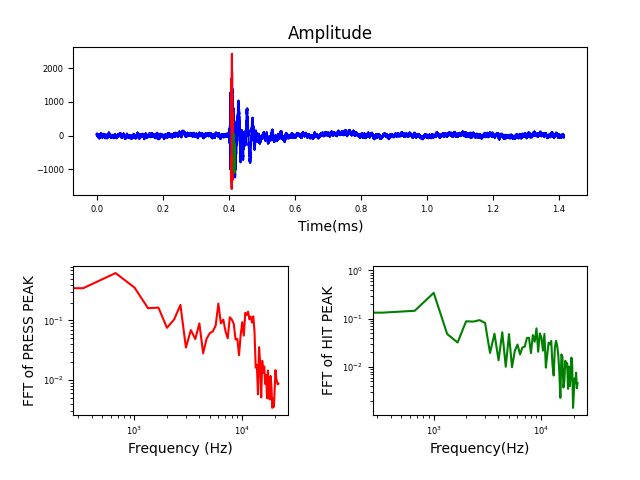 Amplitude
2000
1000
0
−1000
0.0 0.2 0.4 0.6 0.8 1.0 1.2 1.4
Time(ms)
FFT of PRESS PEAK
10⁻¹
10⁻²
10³ 10⁴
Frequency (Hz)
FFT of HIT PEAK
10⁰
10⁻¹
10⁻²
10³ 10⁴
Frequency(Hz)